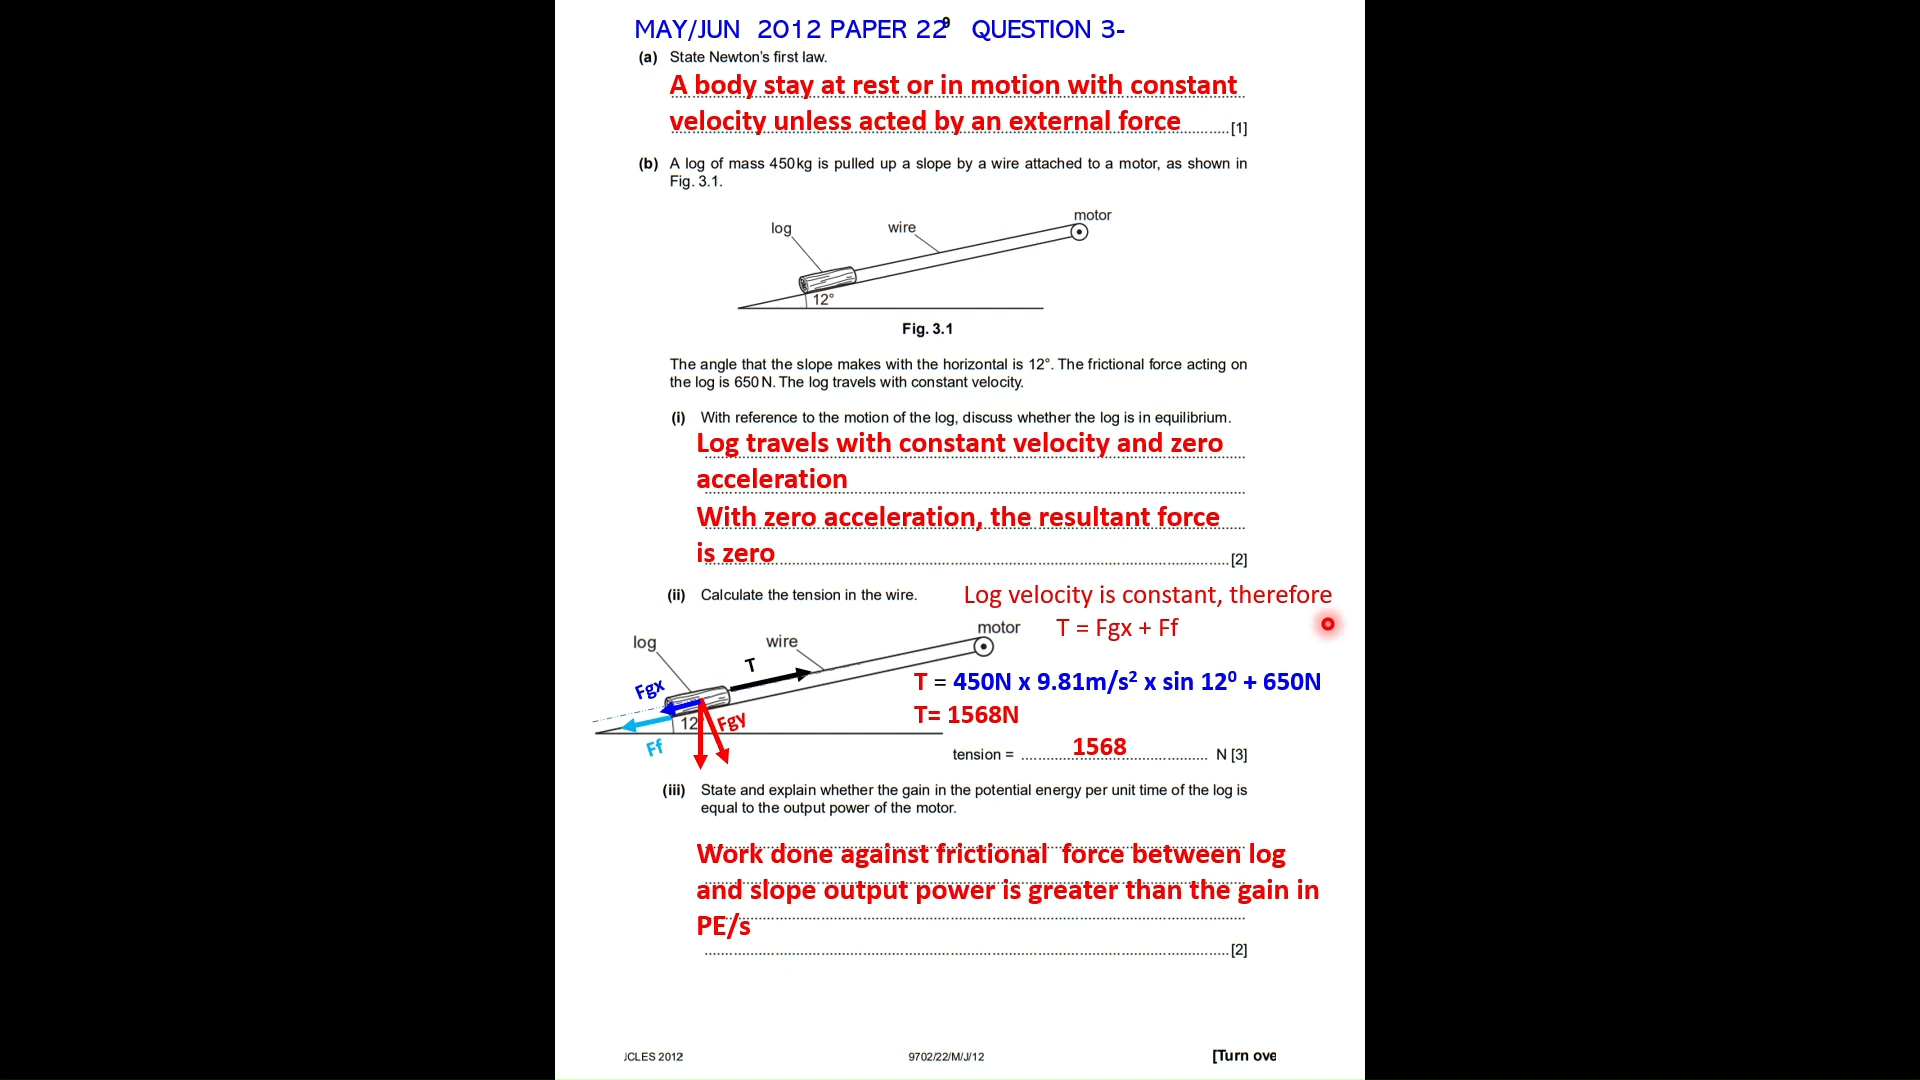 MAY/JUN 2012 PAPER 22 QUESTION 3-
9
(a) State Newton's first law.
A body stay at rest or in motion with constant
velocity unless acted by an external force [1]
(b) A log of mass 450 kg is pulled up a slope by a wire attached to a motor, as shown in
Fig. 3.1.
motor
log
wire
12°
Fig. 3.1
The angle that the slope makes with the horizontal is 12°. The frictional force acting on
the log is 650 N. The log travels with constant velocity.
(i) With reference to the motion of the log, discuss whether the log is in equilibrium.
Log travels with constant velocity and zero
acceleration
With zero acceleration, the resultant force
is zero [2]
(ii) Calculate the tension in the wire.
Log velocity is constant, therefore
T = Fgx + Ff
motor
log
wire
T
Fgx
12
Fgy
Ff
T = 450N x 9.81m/s² x sin 12⁰ + 650N
T= 1568N
tension = 1568 N [3]
(iii) State and explain whether the gain in the potential energy per unit time of the log is
equal to the output power of the motor.
Work done against frictional force between log
and slope output power is greater than the gain in
PE/s
[2]
JCLES 2012
9702/22/M/J/12
[Turn ove